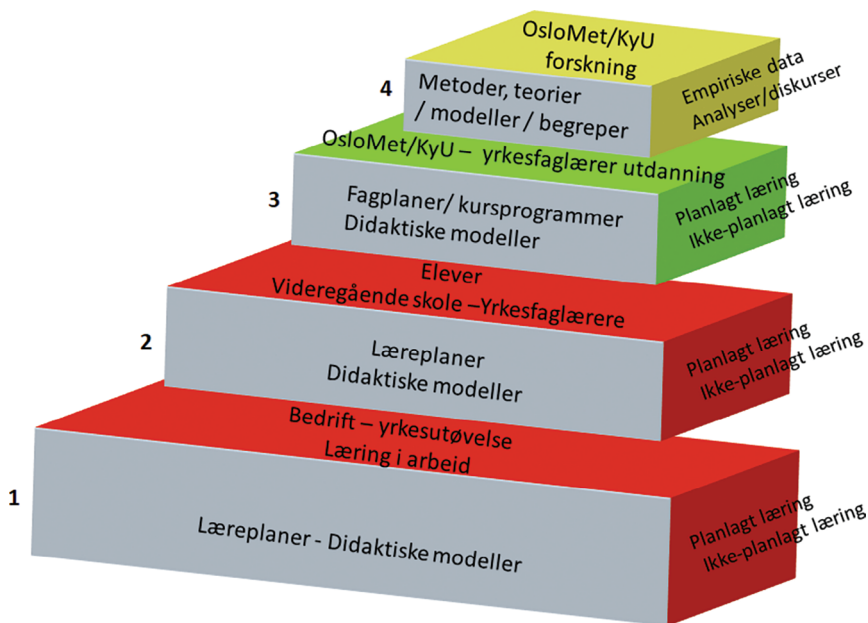 OsloMet/KyU
forskning
4
Metoder, teorier
/ modeller / begreper
Empiriske data
Analyser/diskurser
OsloMet/KyU – yrkesfaglærer utdanning
3
Fagplaner/ kursprogrammer
Didaktiske modeller
Planlagt læring
Ikke-planlagt læring
Elever
Videregående skole –Yrkesfaglærere
2
Læreplaner
Didaktiske modeller
Planlagt læring
Ikke-planlagt læring
Bedrift – yrkesutøvelse
Læring i arbeid
1
Læreplaner - Didaktiske modeller
Planlagt læring
Ikke-planlagt læring